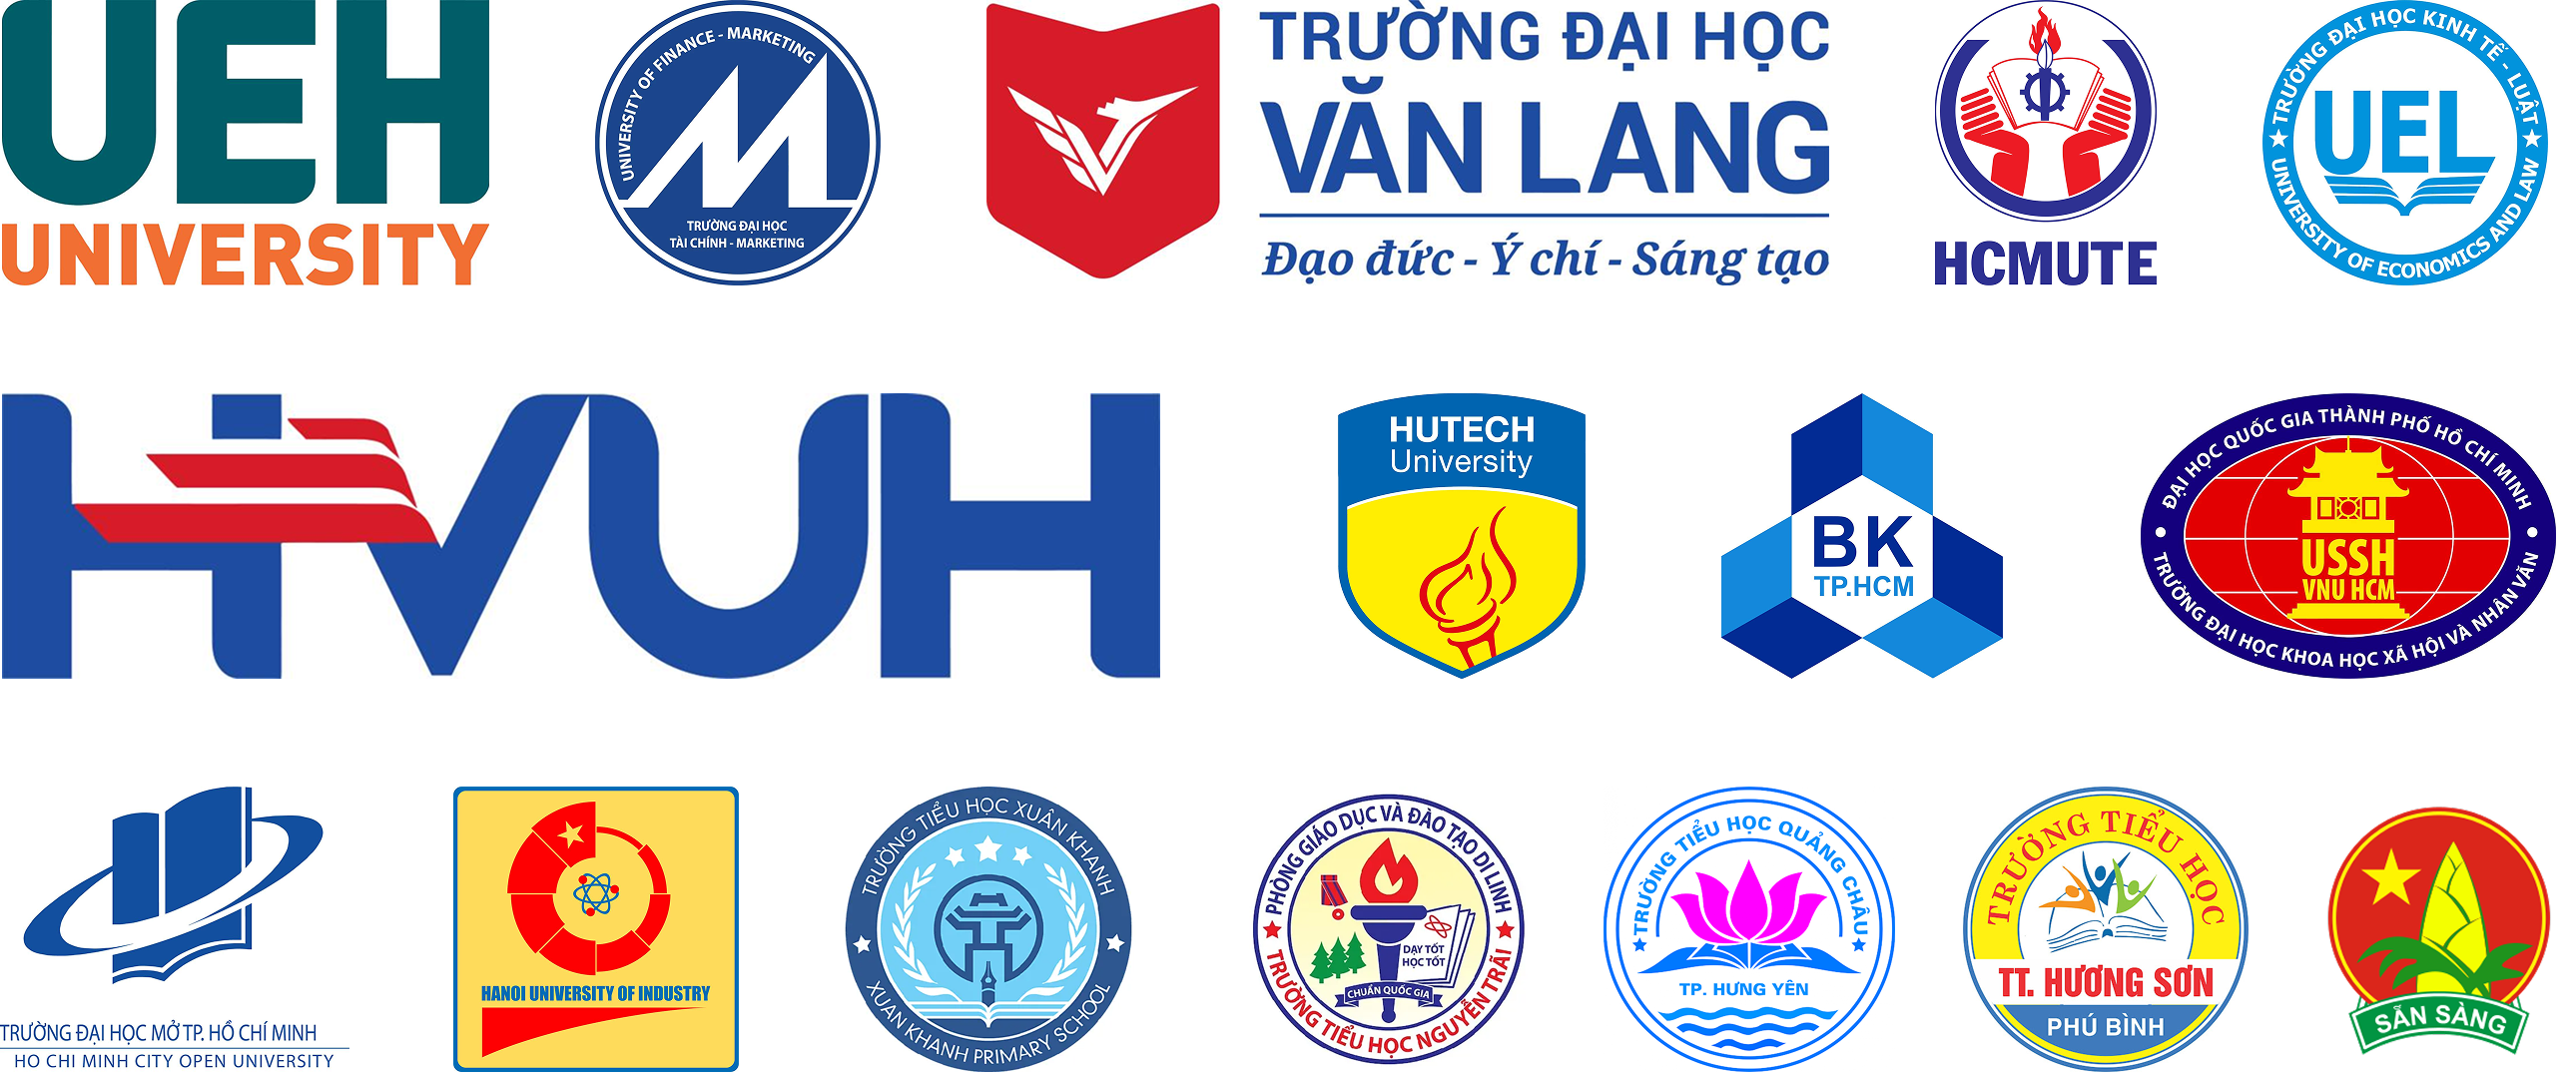 UEH
UNIVERSITY
UNIVERSITY OF FINANCE - MARKETING
TRƯỜNG ĐẠI HỌC
TÀI CHÍNH - MARKETING
TRƯỜNG ĐẠI HỌC
VĂN LANG
Đạo đức - Ý chí - Sáng tạo
HCMUTE
TRƯỜNG ĐẠI HỌC KINH TẾ - LUẬT
UEL
UNIVERSITY OF ECONOMICS AND LAW
HVUH
HUTECH
University
BK
TP.HCM
ĐẠI HỌC QUỐC GIA THÀNH PHỐ HỒ CHÍ MINH
USSH
VNU HCM
TRƯỜNG ĐẠI HỌC KHOA HỌC XÃ HỘI VÀ NHÂN VĂN
TRƯỜNG ĐẠI HỌC MỞ TP. HỒ CHÍ MINH
HO CHI MINH CITY OPEN UNIVERSITY
HANOI UNIVERSITY OF INDUSTRY
TRƯỜNG TIỂU HỌC XUÂN KHANH
XUAN KHANH PRIMARY SCHOOL
PHÒNG GIÁO DỤC VÀ ĐÀO TẠO DI LINH
DẠY TỐT
HỌC TỐT
CHUẨN QUỐC GIA
TRƯỜNG TIỂU HỌC NGUYỄN TRÃI
TRƯỜNG TIỂU HỌC QUẢNG CHÂU
TP. HƯNG YÊN
TRƯỜNG TIỂU HỌC
TT. HƯƠNG SƠN
PHÚ BÌNH
SẴN SÀNG